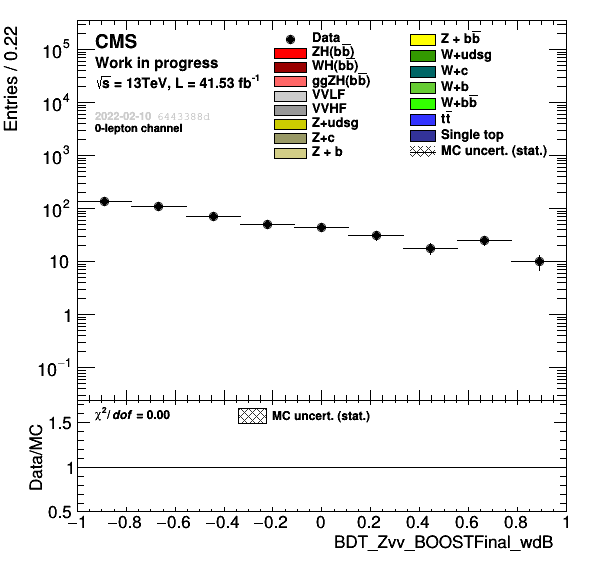 CMS
Work in progress
√s = 13TeV, L = 41.53 fb⁻¹
2022-02-10 6443388d
0-lepton channel
Data
ZH(bb̅)
WH(bb̅)
ggZH(bb̅)
VVLF
VVHF
Z+udsg
Z+c
Z + b
Z + bb̅
W+udsg
W+c
W+b
W+bb̅
tt̅
Single top
MC uncert. (stat.)
Entries / 0.22
10⁵
10⁴
10³
10²
10
1
10⁻¹
χ²/dof = 0.00
MC uncert. (stat.)
Data/MC
1.5
1
0.5
−1 −0.8 −0.6 −0.4 −0.2 0 0.2 0.4 0.6 0.8 1
BDT_Zvv_BOOSTFinal_wdB